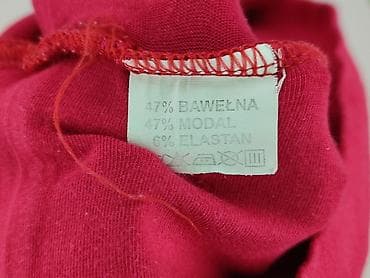 47% BAWEŁNA
47% MODAL
6% ELASTAN